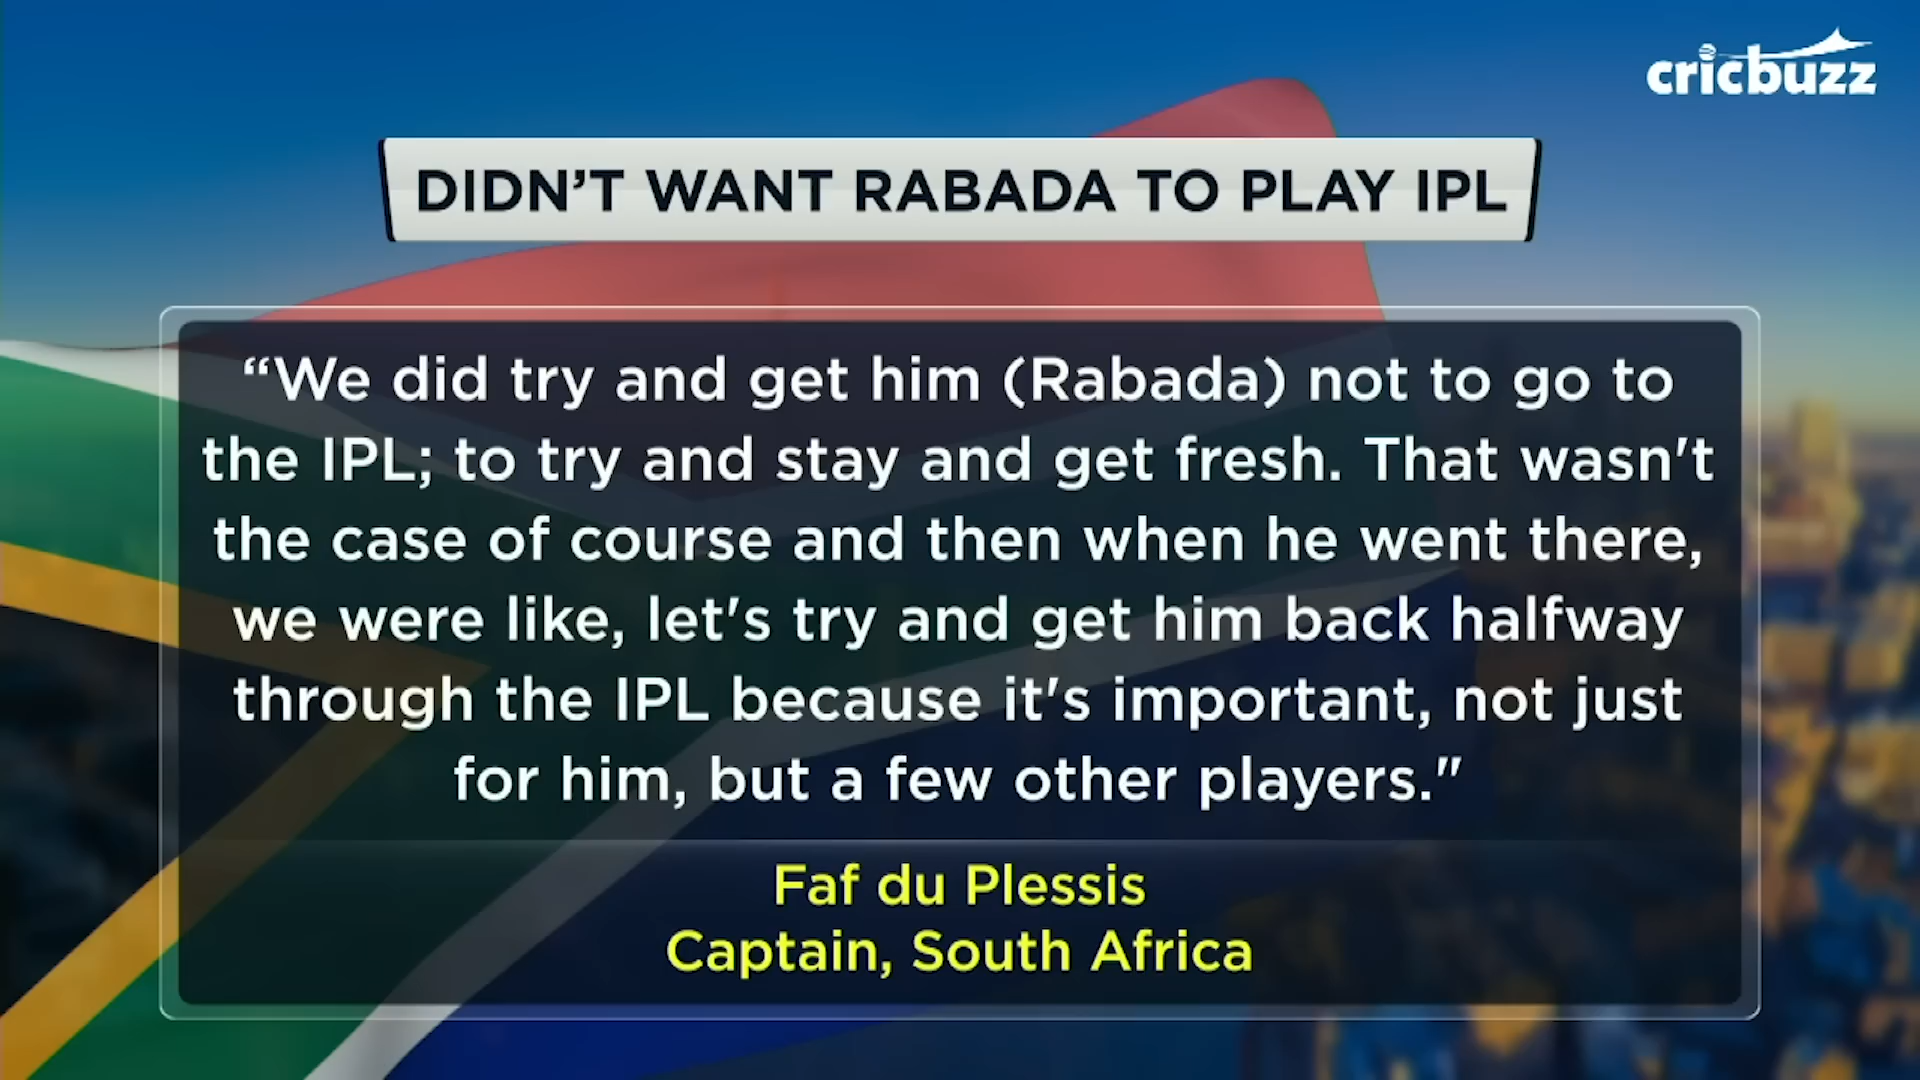 cricbuzz
DIDN’T WANT RABADA TO PLAY IPL
“We did try and get him (Rabada) not to go to
the IPL; to try and stay and get fresh. That wasn't
the case of course and then when he went there,
we were like, let's try and get him back halfway
through the IPL because it's important, not just
for him, but a few other players."
Faf du Plessis
Captain, South Africa